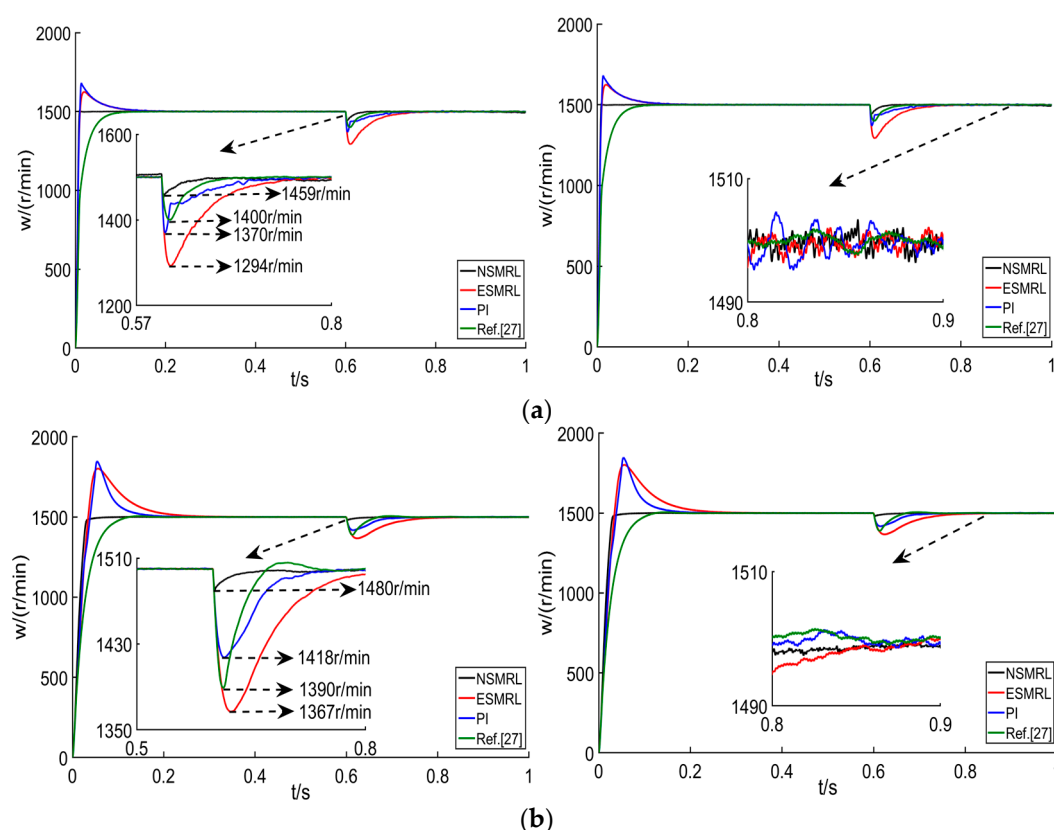 2000
1500
1000
500
0
w/(r/min)
0
0.2
0.4
0.6
0.8
1
t/s
1600
1400
1200
0.57
0.8
1459r/min
1400r/min
1370r/min
1294r/min
NSMRL
ESMRL
PI
Ref.[27]
2000
1500
1000
500
0
w/(r/min)
0
0.2
0.4
0.6
0.8
1
t/s
1510
1490
0.8
0.9
NSMRL
ESMRL
PI
Ref.[27]
(a)
2000
1500
1000
500
0
w/(r/min)
0
0.2
0.4
0.6
0.8
1
t/s
1510
1430
1350
0.5
0.8
1480r/min
1418r/min
1390r/min
1367r/min
NSMRL
ESMRL
PI
Ref.[27]
2000
1500
1000
500
0
w/(r/min)
0
0.2
0.4
0.6
0.8
1
t/s
1510
1490
0.8
0.9
NSMRL
ESMRL
PI
Ref.[27]
(b)